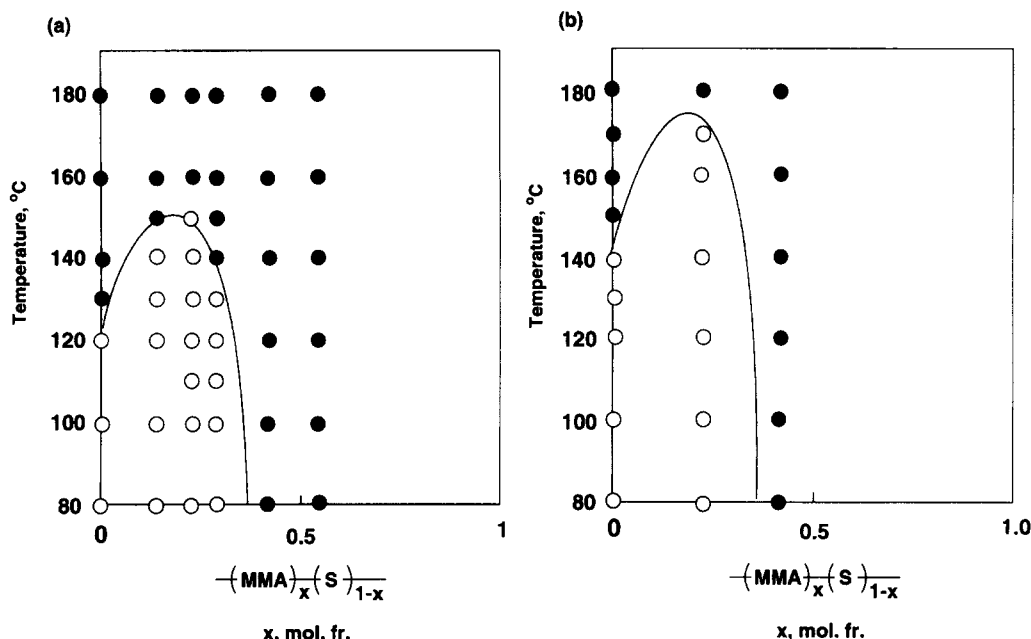 (a)
180
160
140
120
100
80
Temperature, °C
0
0.5
1
(MMA)x(S)1-x
x, mol. fr.
(b)
180
160
140
120
100
80
Temperature, °C
0
0.5
1.0
(MMA)x(S)1-x
x, mol. fr.